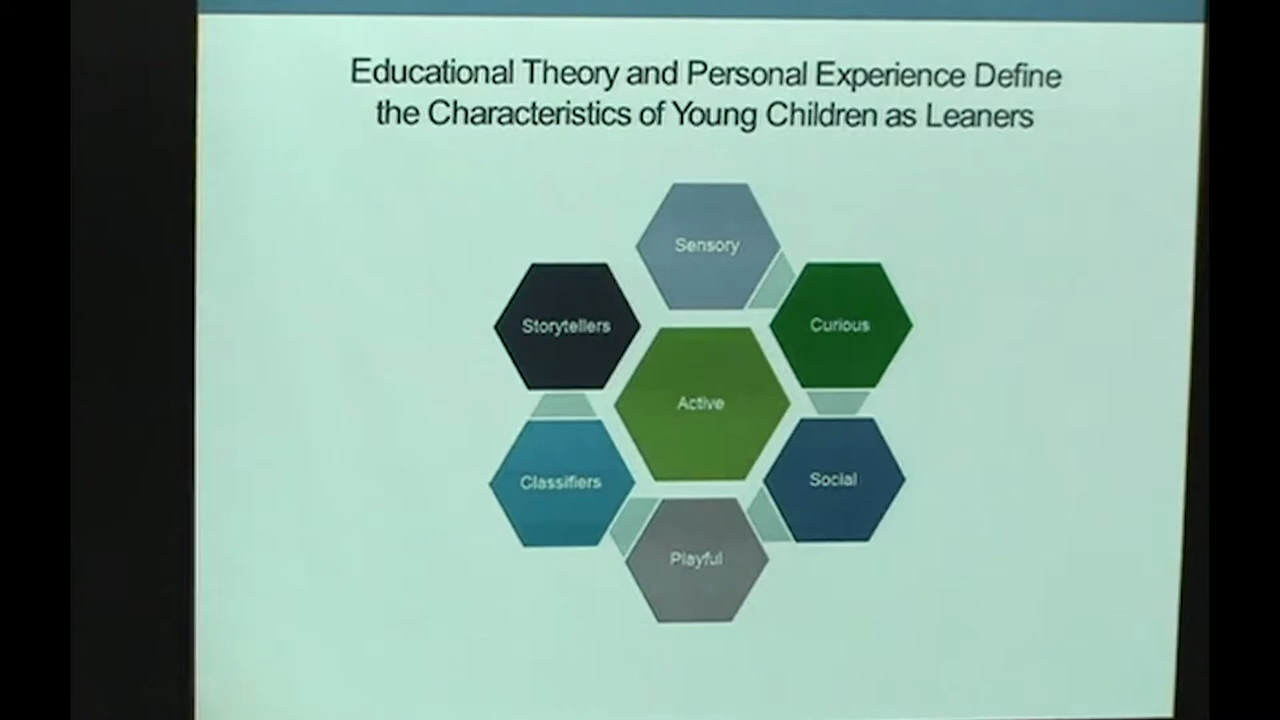 Educational Theory and Personal Experience Define
the Characteristics of Young Children as Leaners
Sensory
Storytellers
Curious
Active
Classifiers
Social
Playful